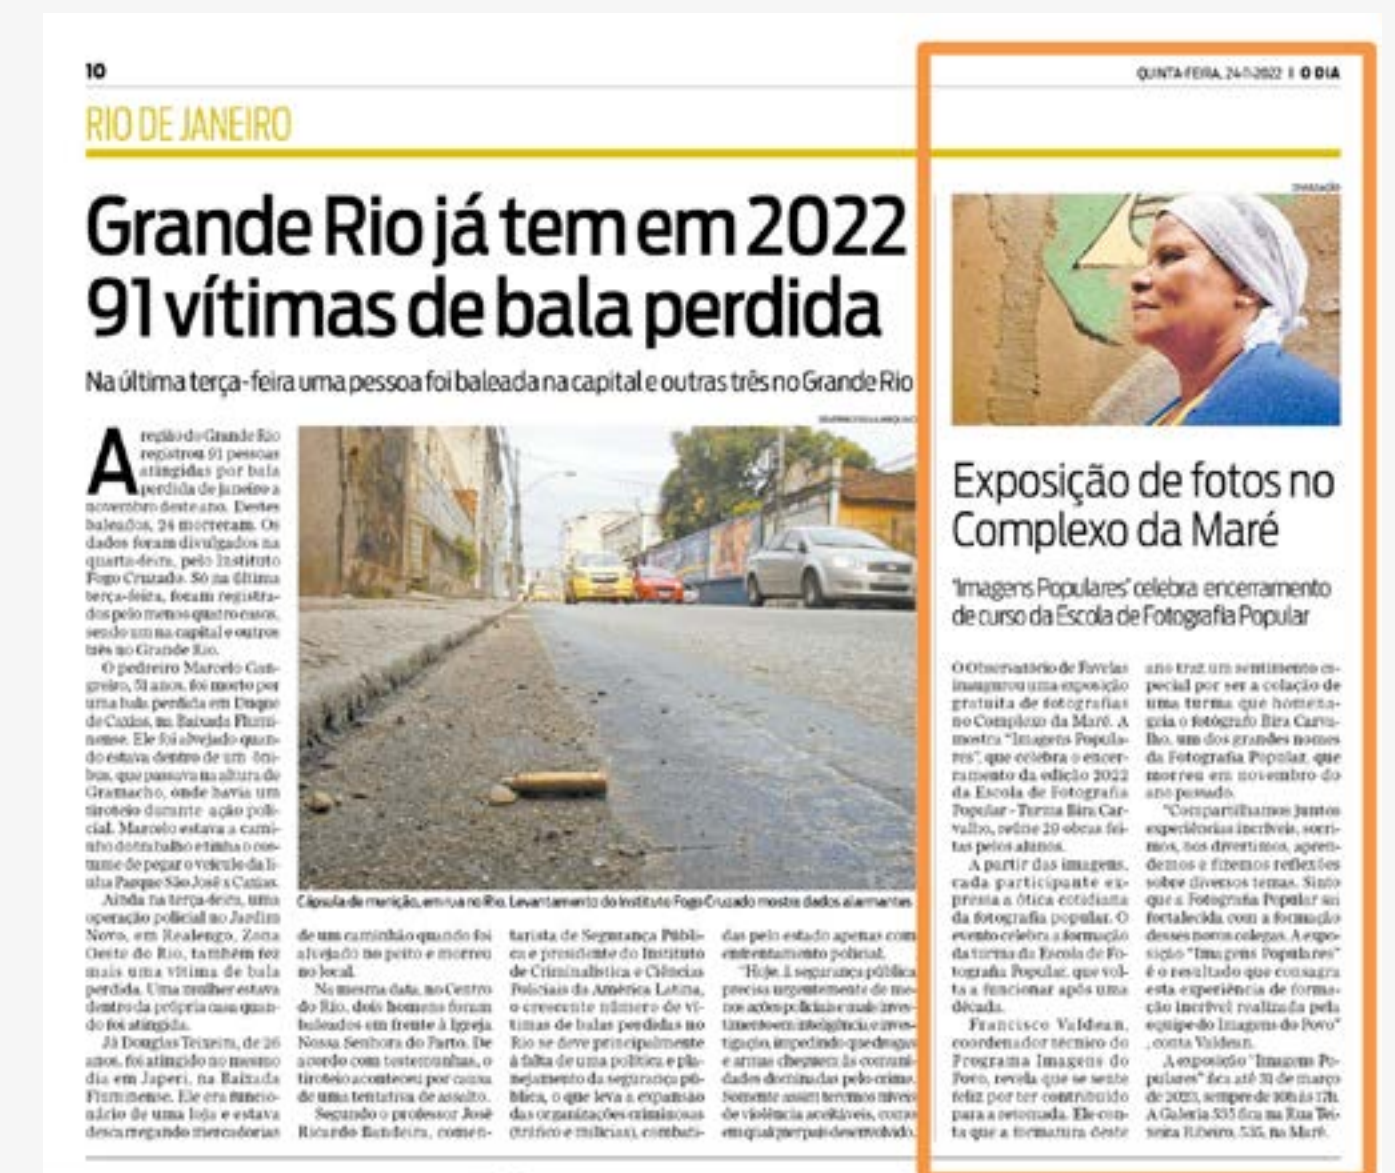 10
QUINTA-FEIRA, 24-11-2022 | O DIA
RIO DE JANEIRO
Grande Rio já tem em 2022
91 vítimas de bala perdida
Na última terça-feira uma pessoa foi baleada na capital e outras três no Grande Rio
A região do Grande Rio
registrou 91 pessoas
atingidas por bala
perdida de janeiro a
novembro deste ano. Destes
baleados, 24 morreram. Os
dados foram divulgados na
quarta-feira, pelo Instituto
Fogo Cruzado. Só na última
terça-feira, foram registra-
dos pelo menos quatro casos,
sendo um na capital e outros
três no Grande Rio.
O pedreiro Marcelo
51 anos, foi morto por
uma bala perdida em Duque
de Caxias, na Baixada Flumi-
nense. Ele foi alvejado quan-
do estava dentro de um ôni-
bus, que passava na altura de
Gramacho, onde havia um
tiroteio durante ação poli-
cial. Marcelo estava a cami-
nho do trabalho e tinha o cos-
tume de pegar o veículo da li-
nha Parque São José x Caxias.
Ainda na terça-feira, uma
operação policial no Jardim
Novo, em Realengo, Zona
Oeste do Rio, também fez
mais uma vítima de bala
perdida. Uma mulher estava
dentro da própria casa quan-
do foi atingida.
Já Douglas Teixeira, de 26
anos, foi atingido no mesmo
dia em Japeri, na Baixada
Fluminense. Ele era funcio-
nário de uma loja e estava
descarregando mercadorias
Cápsula de munição, em rua no Rio. Levantamento do Instituto Fogo Cruzado mostra dados alarmantes
de um caminhão quando foi
alvejado no peito e morreu
no local.
Na mesma data, no Centro
do Rio, dois homens foram
baleados em frente à Igreja
Nossa Senhora do Parto. De
acordo com testemunhas, o
tiroteio aconteceu por causa
de uma tentativa de assalto.
Segundo o professor José
Ricardo Bandeira, comen-
tarista de Segurança Públi-
ca e presidente do Instituto
de Criminalística e Ciências
Policiais da América Latina,
o crescente número de ví-
timas de balas perdidas no
Rio se deve principalmente
à falta de uma política e pla-
nejamento da segurança pú-
blica, o que leva a expansão
das organizações criminosas
(tráfico e milícias), combati-
das pelo estado apenas com
enfrentamento policial.
"Hoje, a segurança pública
precisa urgentemente de me-
nos ações policiais e mais inves-
timento em inteligência e inves-
tigação, impedindo que drogas
e armas cheguem às comuni-
dades dominadas pelo crime.
Somente assim teremos níveis
de violência aceitáveis, como
em qualquer país desenvolvido.
DIVULGAÇÃO
Exposição de fotos no
Complexo da Maré
'Imagens Populares' celebra encerramento
de curso da Escola de Fotografia Popular
O Observatório de Favelas
inaugurou uma exposição
gratuita de fotografias
no Complexo da Maré. A
mostra "Imagens Popula-
res", que celebra o encer-
ramento da edição 2022
da Escola de Fotografia
Popular - Turma Bira Car-
valho, reúne 29 obras fei-
tas pelos alunos.
A partir das imagens,
cada participante ex-
pressa a ótica cotidiana
da fotografia popular. O
evento celebra a formação
da turma da Escola de Fo-
tografia Popular, que vol-
ta a funcionar após uma
década.
Francisco Valdean,
coordenador técnico do
Programa Imagens do
Povo, revela que se sente
feliz por ter contribuído
para a retomada. Ele con-
ta que a formatura deste
ano traz um sentimento es-
pecial por ser a colação de
uma turma que homena-
geia o fotógrafo Bira Carva-
lho, um dos grandes nomes
da Fotografia Popular, que
morreu em novembro do
ano passado.
"Compartilhamos juntos
experiências incríveis, sorri-
mos, nos divertimos, apren-
demos e fizemos reflexões
sobre diversos temas. Sinto
que a Fotografia Popular sai
fortalecida com a formação
desses novos colegas. A expo-
sição "Imagens Populares"
é o resultado que consagra
esta experiência de forma-
ção incrível realizada pela
equipe do Imagens do Povo"
, conta Valdean.
A exposição "Imagens Po-
pulares" fica até 31 de março
de 2023, sempre de 10h às 17h.
A Galeria 535 fica na Rua Tei-
xeira Ribeiro, 535, na Maré.